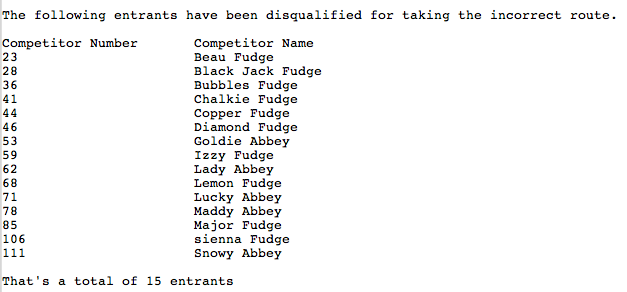 The following entrants have been disqualified for taking the incorrect route.
Competitor Number Competitor Name
23 Beau Fudge
28 Black Jack Fudge
36 Bubbles Fudge
41 Chalkie Fudge
44 Copper Fudge
46 Diamond Fudge
53 Goldie Abbey
59 Izzy Fudge
62 Lady Abbey
68 Lemon Fudge
71 Lucky Abbey
78 Maddy Abbey
85 Major Fudge
106 sienna Fudge
111 Snowy Abbey
That's a total of 15 entrants